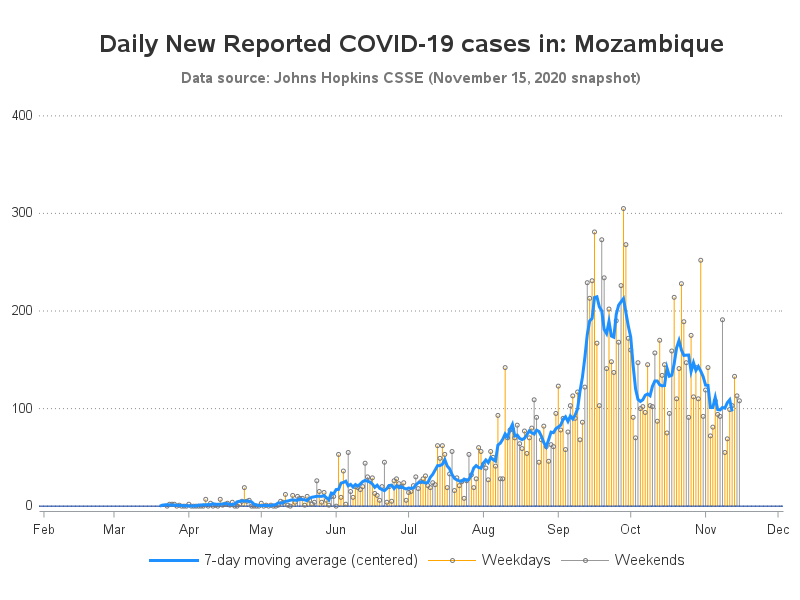 Daily New Reported COVID-19 cases in: Mozambique
Data source: Johns Hopkins CSSE (November 15, 2020 snapshot)
400
300
200
100
0
Feb Mar Apr May Jun Jul Aug Sep Oct Nov Dec
7-day moving average (centered) Weekdays Weekends